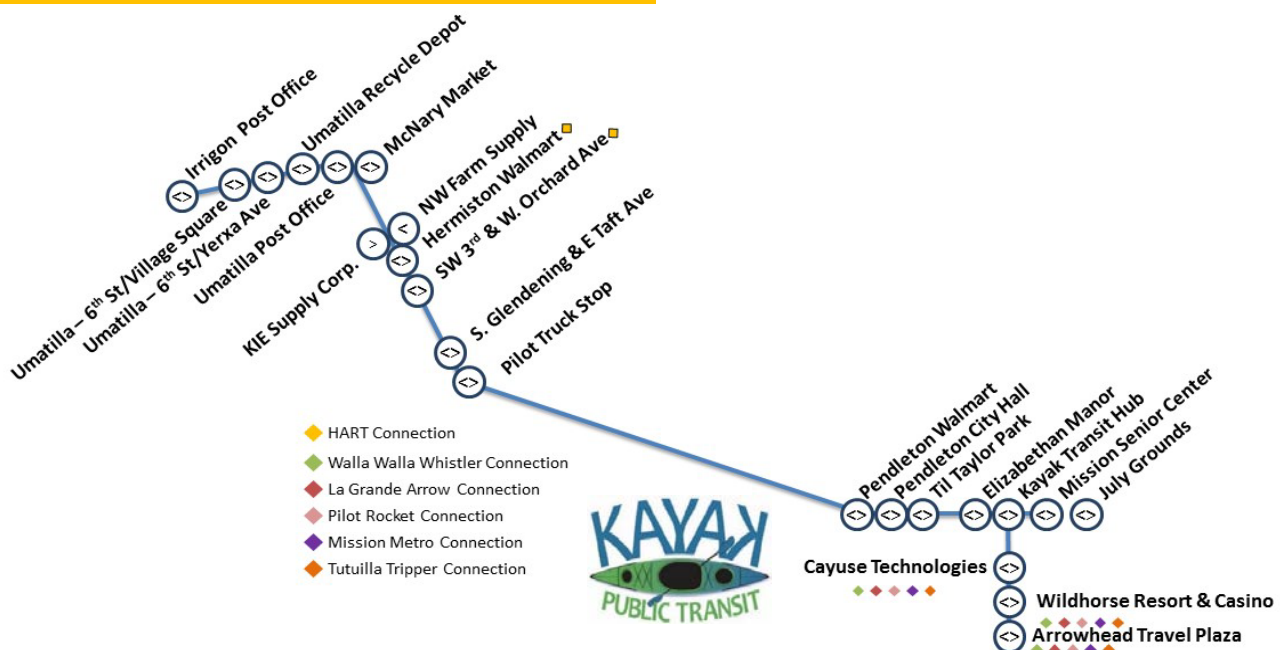 Irrigon Post Office
Umatilla Recycle Depot
McNary Market
<>
<>
<>
<>
<>
<>
Umatilla – 6th St/Village Square
Umatilla – 6th St/Yerxa Ave
Umatilla Post Office
NW Farm Supply
Hermiston Walmart
SW 3rd & W. Orchard Ave
<
>
<>
<>
KIE Supply Corp.
S. Glendening & E Taft Ave
<>
Pilot Truck Stop
<>
HART Connection
Walla Walla Whistler Connection
La Grande Arrow Connection
Pilot Rocket Connection
Mission Metro Connection
Tutuilla Tripper Connection
KAYAK
PUBLIC TRANSIT
Pendleton Walmart
Pendleton City Hall
Til Taylor Park
Elizabethan Manor
Kayak Transit Hub
Mission Senior Center
July Grounds
<>
<>
<>
<>
<>
<>
<>
Cayuse Technologies
<>
<>
Wildhorse Resort & Casino
<>
Arrowhead Travel Plaza